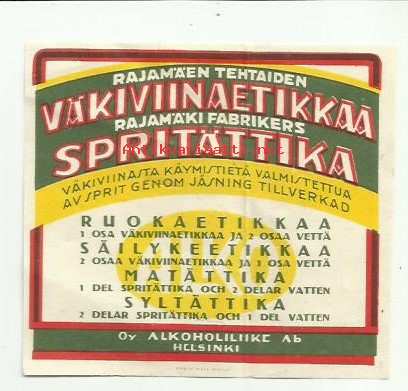 RAJAMÄEN TEHTAIDEN
VÄKIVIINAETIKKAA
RAJAMÄKI FABRIKERS
SPRITÄTTIKA
VÄKIVIINASTA KÄYMISTIETÄ VALMISTETTUA
AV SPRIT GENOM JÄSNING TILLVERKAD
RUOKAETIKKAA
1 OSA VÄKIVIINAETIKKAA JA 2 OSAA VETTÄ
SÄILYKEETIKKAA
2 OSAA VÄKIVIINAETIKKAA JA 1 OSA VETTÄ
MATÄTTIKA
1 DEL SPRITÄTTIKA OCH 2 DELAR VATTEN
SYLTÄTTIKA
2 DELAR SPRITÄTTIKA OCH 1 DEL VATTEN
OY ALKOHOLILIIKE AB
HELSINKI